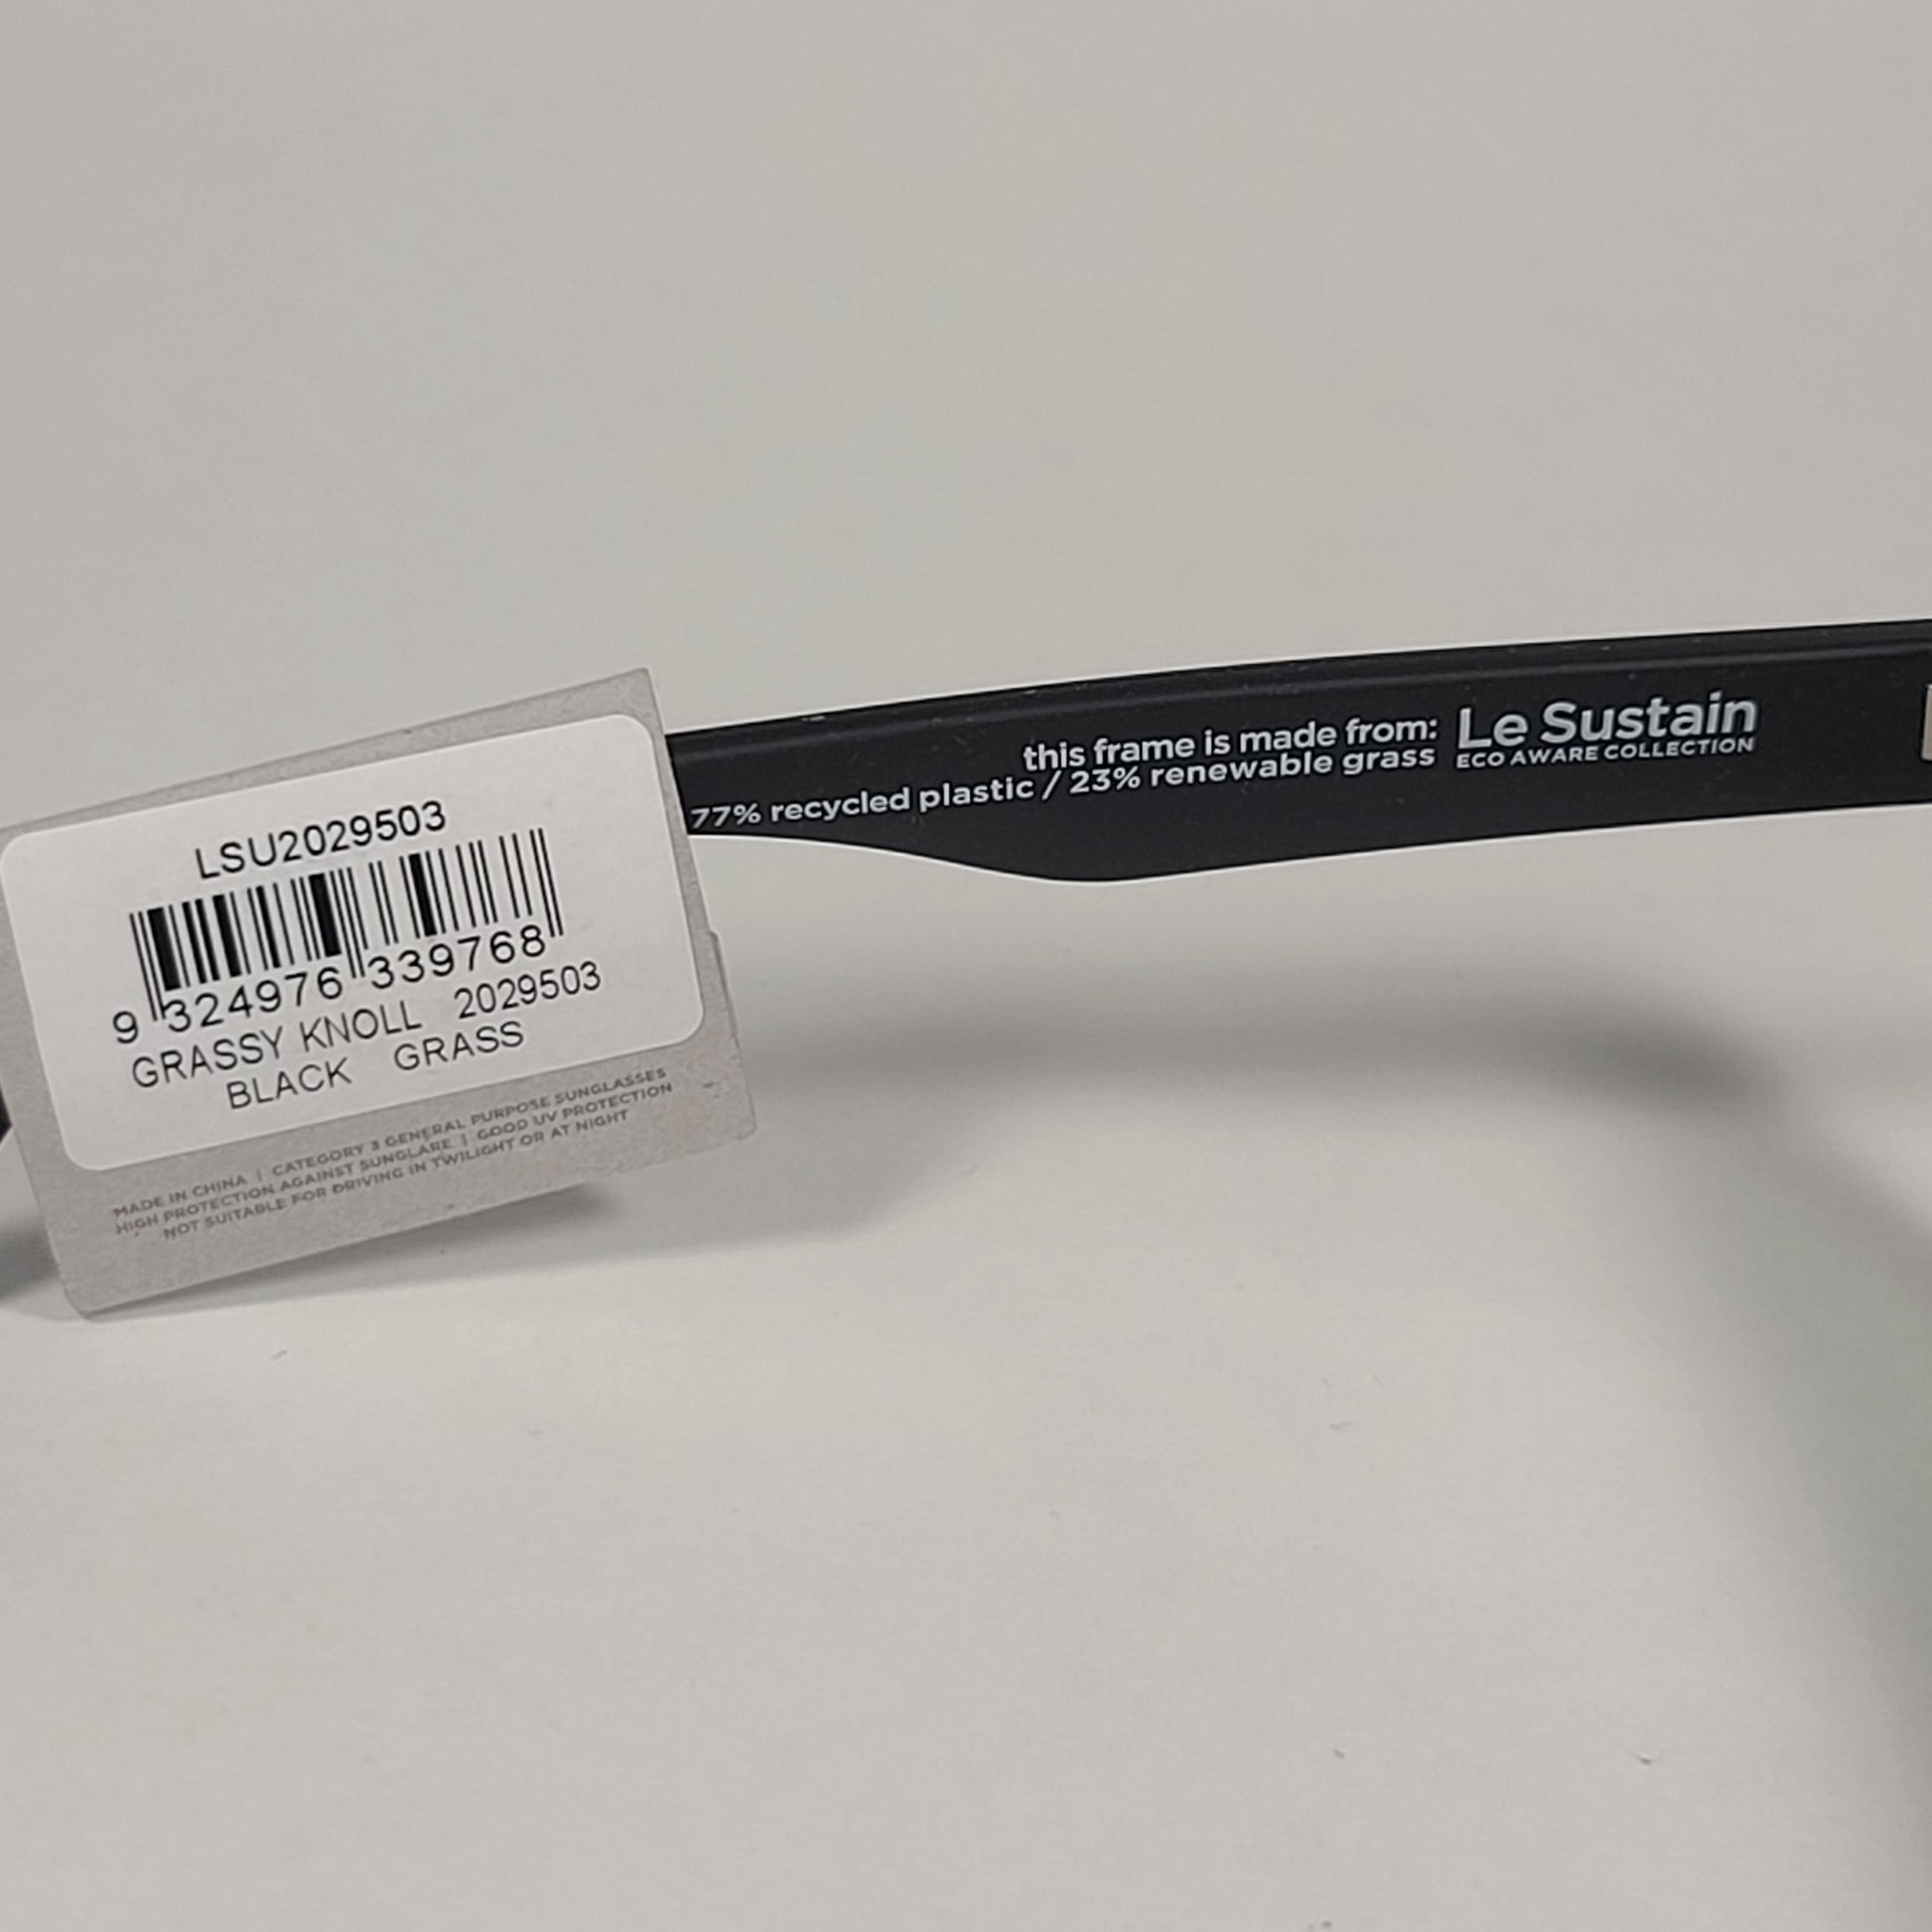 LSU2029503
9 324976 339768
GRASSY KNOLL 2029503
BLACK GRASS
MADE IN CHINA | CATEGORY 3 GENERAL PURPOSE SUNGLASSES
HIGH PROTECTION AGAINST SUNGLARE | GOOD UV PROTECTION
NOT SUITABLE FOR DRIVING IN TWILIGHT OR AT NIGHT
this frame is made from:
77% recycled plastic / 23% renewable grass
Le Sustain
ECO AWARE COLLECTION